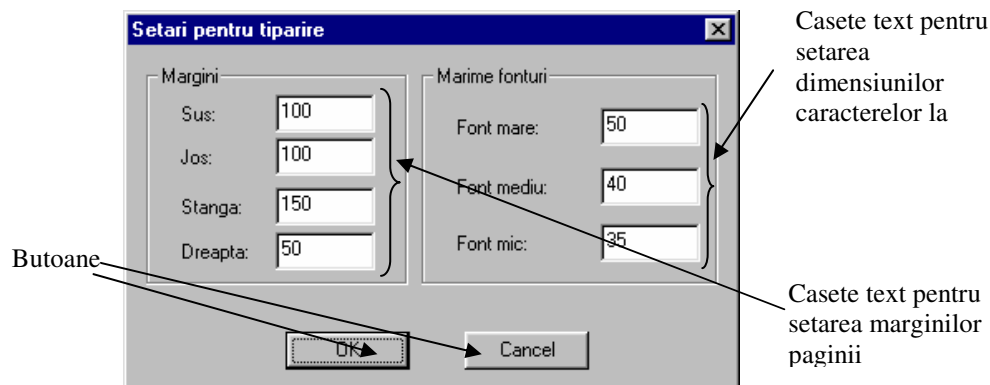 Setari pentru tiparire
Margini
Sus:
100
Jos:
100
Stanga:
150
Dreapta:
50
Marime fonturi
Font mare:
50
Font mediu:
40
Font mic:
35
OK
Cancel
Casete text pentru
setarea
dimensiunilor
caracterelor la
Butoane
Casete text pentru
setarea marginilor
paginii